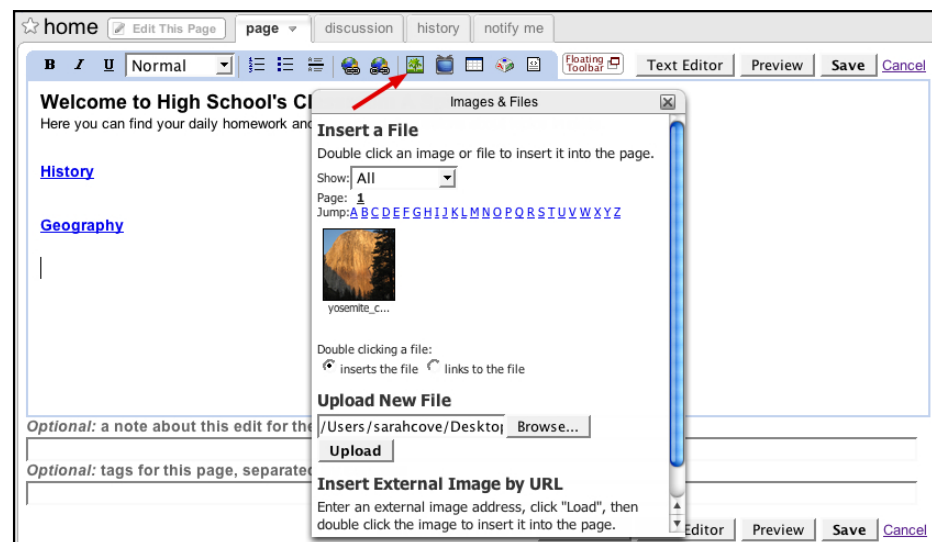 home Edit This Page page discussion history notify me
B I U Normal Floating Toolbar Text Editor Preview Save Cancel
Welcome to High School's Cl
Here you can find your daily homework and
History
Geography
Images & Files
Insert a File
Double click an image or file to insert it into the page.
Show: All
Page: 1
Jump: A B C D E F G H I J K L M N O P Q R S T U V W X Y Z
yosemite_c...
Double clicking a file:
inserts the file links to the file
Upload New File
/Users/sarahcove/Desktop Browse...
Upload
Insert External Image by URL
Enter an external image address, click "Load", then
double click the image to insert it into the page.
Optional: a note about this edit for the
Optional: tags for this page, separated
Editor Preview Save Cancel